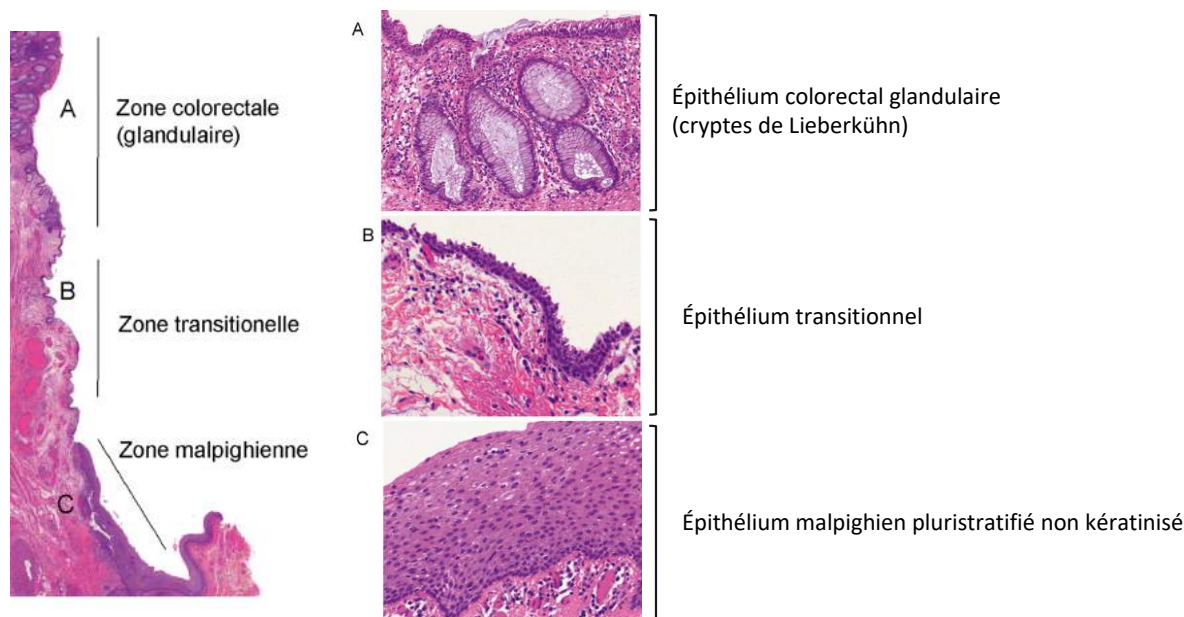 A
Zone colorectale
(glandulaire)
B
Zone transitionelle
Zone malpighienne
C
A
Épithélium colorectal glandulaire
(cryptes de Lieberkühn)
B
Épithélium transitionnel
C
Épithélium malpighien pluristratifié non kératinisé